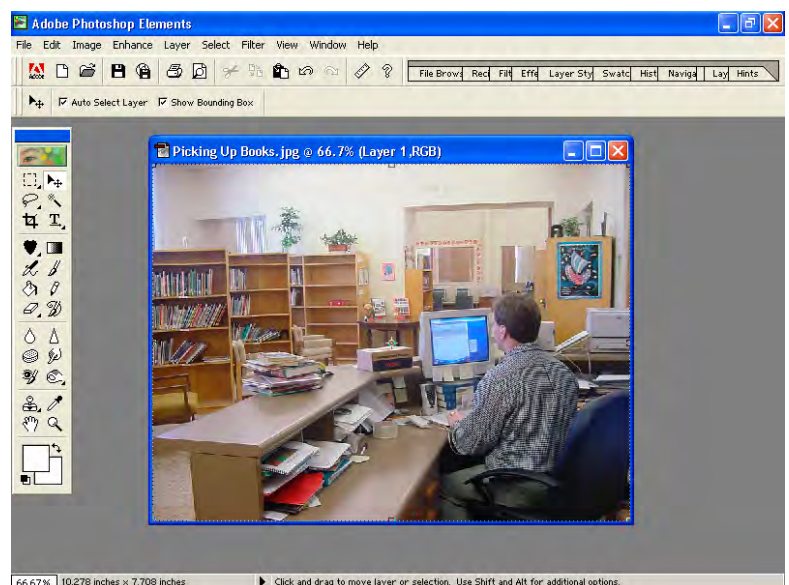 Adobe Photoshop Elements
File Edit Image Enhance Layer Select Filter View Window Help
Adobe
File Brows Reci Filt Effe Layer Sty Swatc Hist Naviga Lay Hints
Auto Select Layer Show Bounding Box
Picking Up Books.jpg @ 66.7% (Layer 1,RGB)
T
66.67% 10.278 inches × 7.708 inches Click and drag to move layer or selection. Use Shift and Alt for additional options.